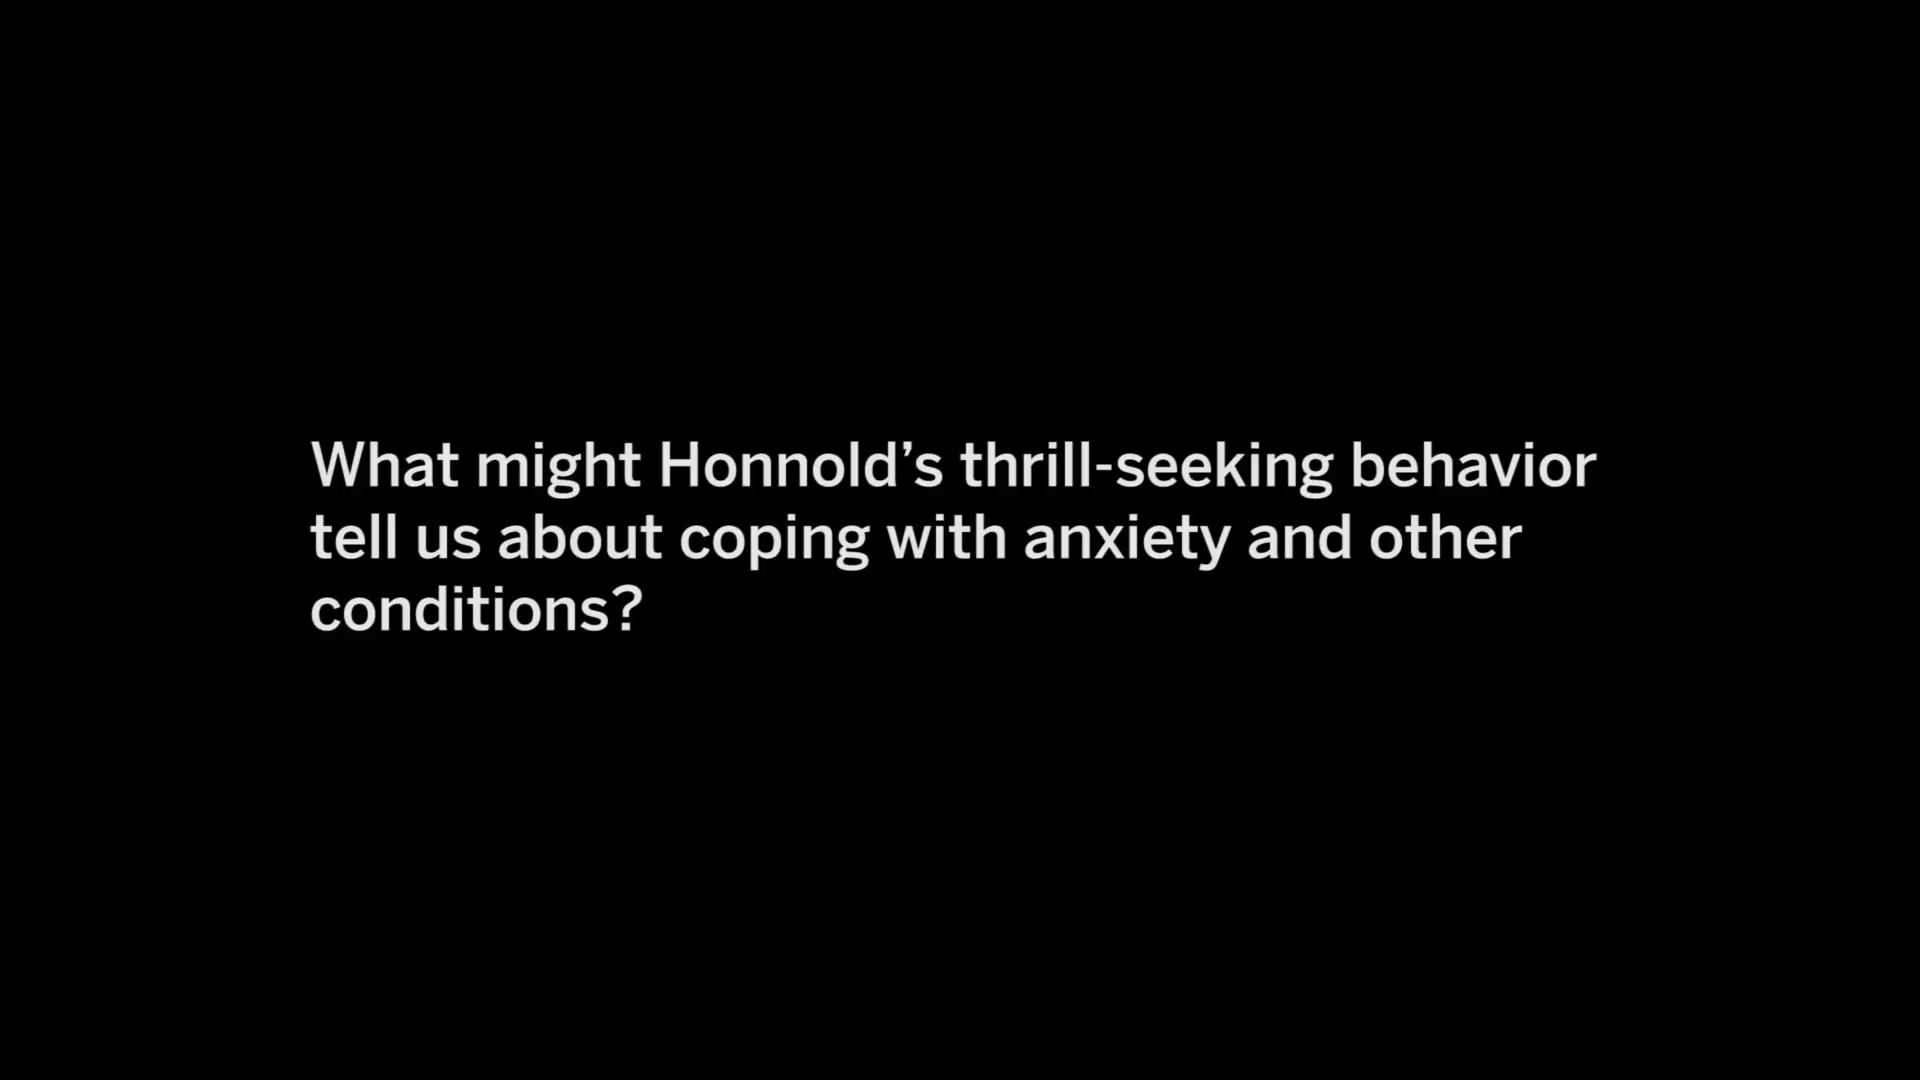 What might Honnold’s thrill-seeking behavior
tell us about coping with anxiety and other
conditions?